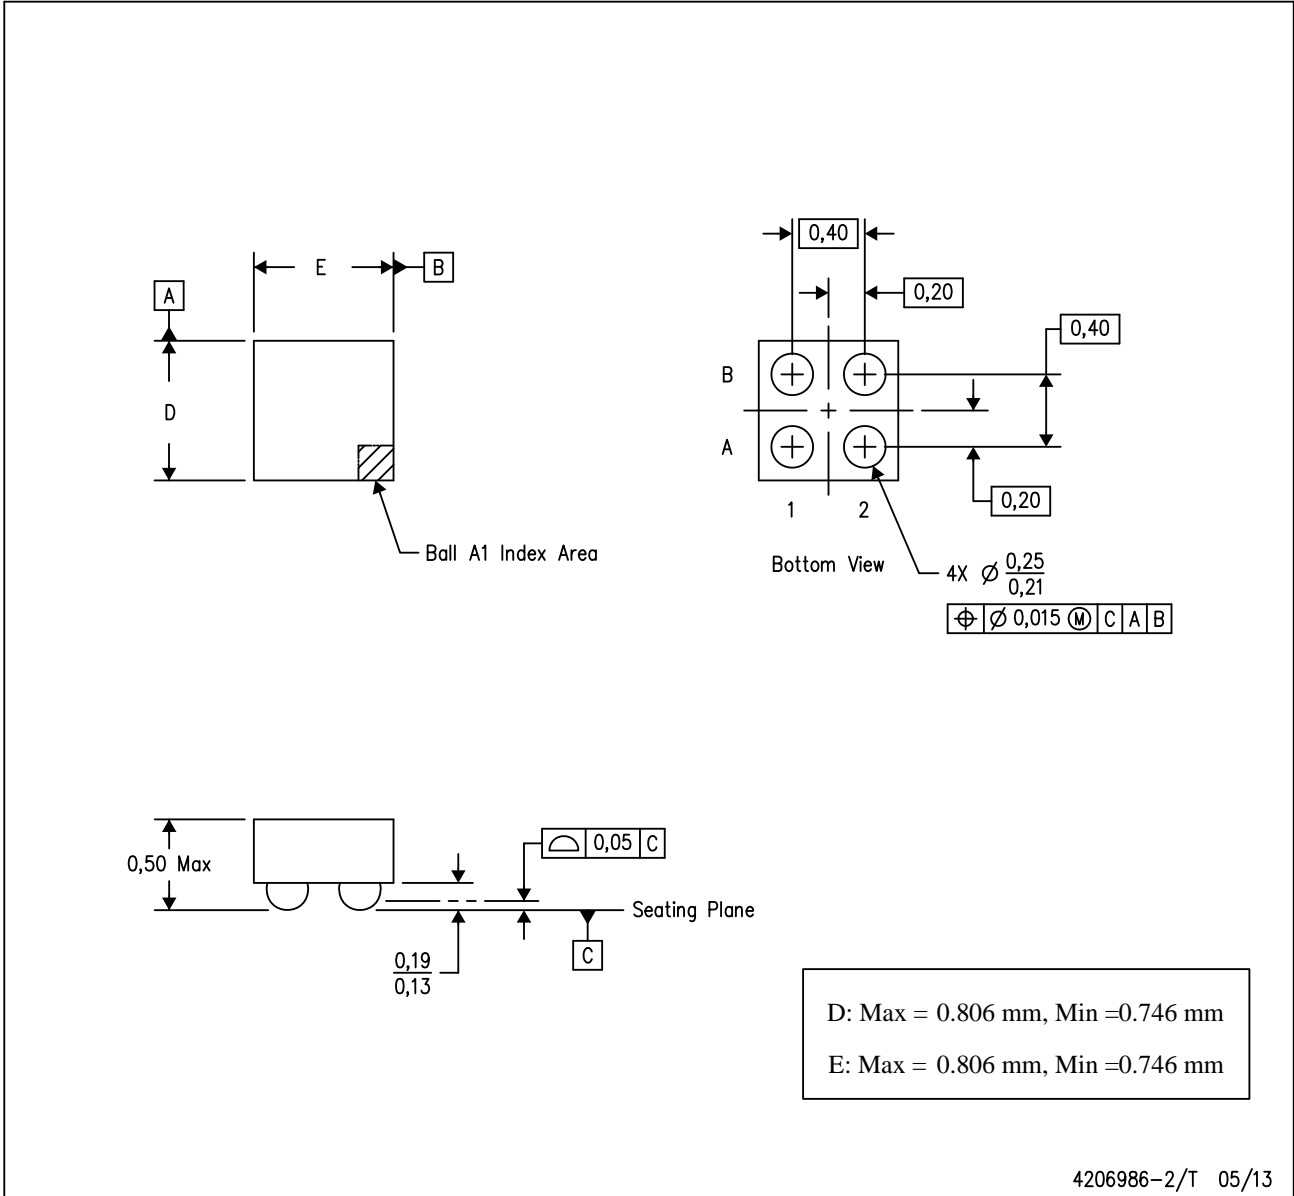 E
B
A
D
Ball A1 Index Area
0,40
0,20
0,40
B
A
0,20
1 2
Bottom View
4X Ø 0,25
0,21
⌖ Ø 0,015 Ⓜ C A B
0,50 Max
⌓ 0,05 C
Seating Plane
C
0,19
0,13
D: Max = 0.806 mm, Min =0.746 mm
E: Max = 0.806 mm, Min =0.746 mm
4206986-2/T 05/13